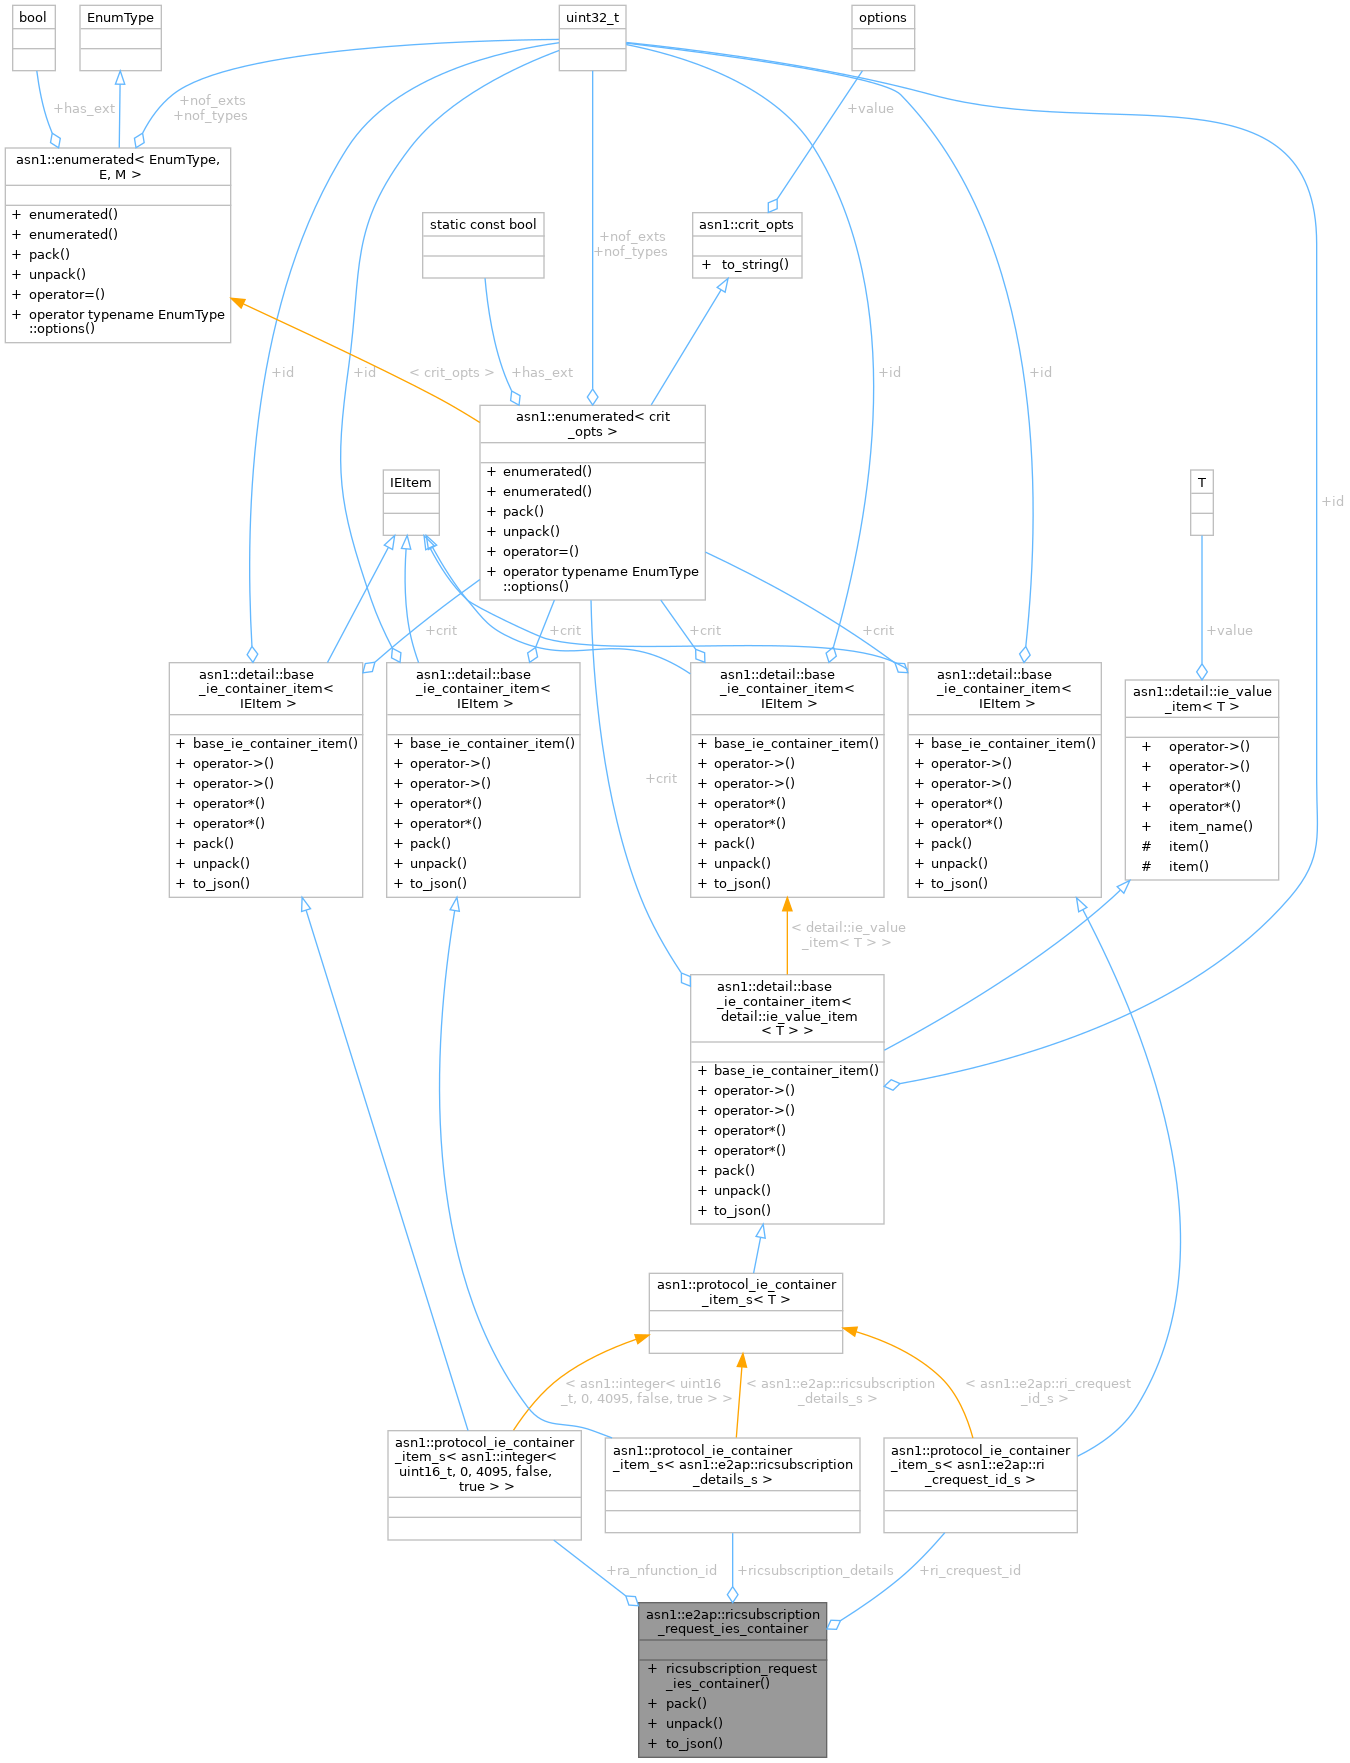 bool
EnumType
uint32_t
options
+has_ext
+nof_exts
+nof_types
+value
asn1::enumerated< EnumType,
E, M >
+ enumerated()
+ enumerated()
+ pack()
+ unpack()
+ operator=()
+ operator typename EnumType
::options()
static const bool
+nof_exts
+nof_types
asn1::crit_opts
+ to_string()
+id
+id
< crit_opts >
+has_ext
+id
+id
asn1::enumerated< crit
_opts >
+ enumerated()
+ enumerated()
+ pack()
+ unpack()
+ operator=()
+ operator typename EnumType
::options()
IEItem
T
+id
+crit
+crit
+crit
+crit
+value
asn1::detail::base
_ie_container_item<
IEItem >
+ base_ie_container_item()
+ operator->()
+ operator->()
+ operator*()
+ operator*()
+ pack()
+ unpack()
+ to_json()
asn1::detail::base
_ie_container_item<
IEItem >
+ base_ie_container_item()
+ operator->()
+ operator->()
+ operator*()
+ operator*()
+ pack()
+ unpack()
+ to_json()
+crit
asn1::detail::base
_ie_container_item<
IEItem >
+ base_ie_container_item()
+ operator->()
+ operator->()
+ operator*()
+ operator*()
+ pack()
+ unpack()
+ to_json()
asn1::detail::base
_ie_container_item<
IEItem >
+ base_ie_container_item()
+ operator->()
+ operator->()
+ operator*()
+ operator*()
+ pack()
+ unpack()
+ to_json()
asn1::detail::ie_value
_item< T >
+ operator->()
+ operator->()
+ operator*()
+ operator*()
+ item_name()
# item()
# item()
< detail::ie_value
_item< T > >
asn1::detail::base
_ie_container_item<
detail::ie_value_item
< T > >
+ base_ie_container_item()
+ operator->()
+ operator->()
+ operator*()
+ operator*()
+ pack()
+ unpack()
+ to_json()
asn1::protocol_ie_container
_item_s< T >
< asn1::integer< uint16
_t, 0, 4095, false, true > >
< asn1::e2ap::ricsubscription
_details_s >
< asn1::e2ap::ri_crequest
_id_s >
asn1::protocol_ie_container
_item_s< asn1::integer<
uint16_t, 0, 4095, false,
true > >
asn1::protocol_ie_container
_item_s< asn1::e2ap::ricsubscription
_details_s >
asn1::protocol_ie_container
_item_s< asn1::e2ap::ri
_crequest_id_s >
+ra_nfunction_id
+ricsubscription_details
+ri_crequest_id
asn1::e2ap::ricsubscription
_request_ies_container
+ ricsubscription_request
_ies_container()
+ pack()
+ unpack()
+ to_json()